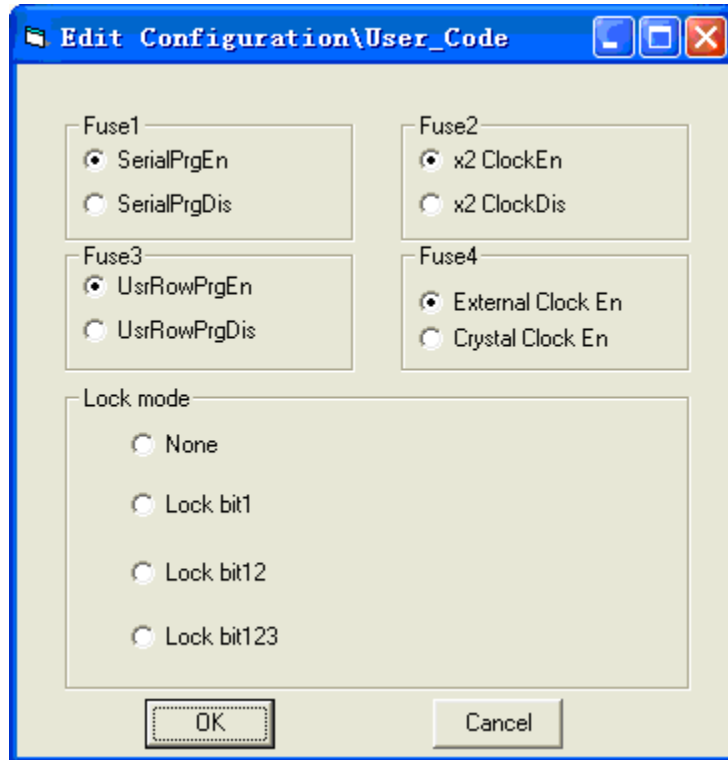 Edit Configuration\User_Code
Fuse1
SerialPrgEn
SerialPrgDis
Fuse2
x2 ClockEn
x2 ClockDis
Fuse3
UsrRowPrgEn
UsrRowPrgDis
Fuse4
External Clock En
Crystal Clock En
Lock mode
None
Lock bit1
Lock bit12
Lock bit123
OK
Cancel